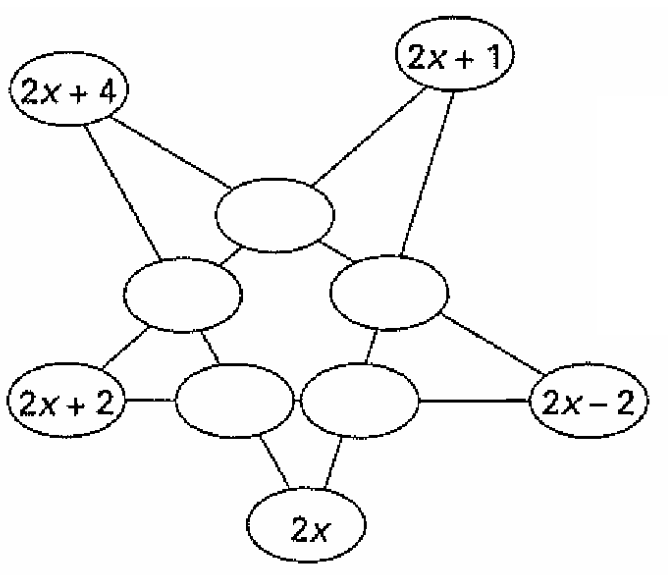 2x + 4
2x + 1
2x + 2
2x − 2
2x